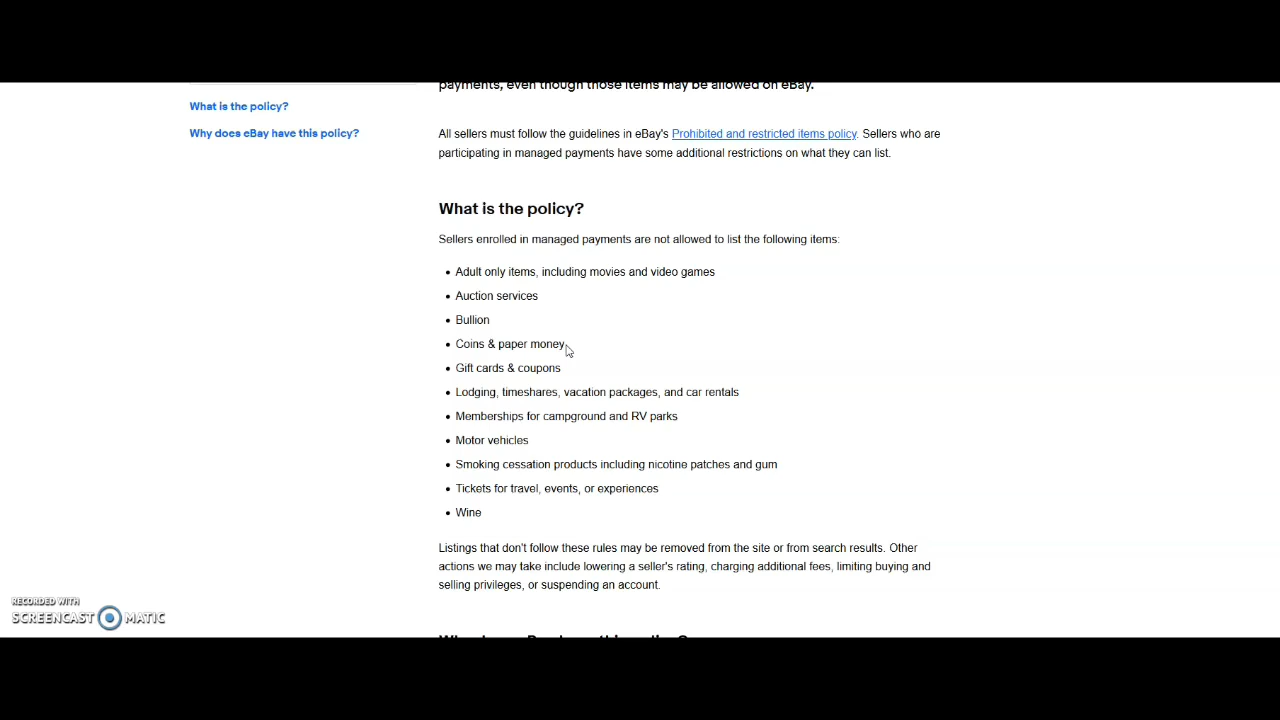 payments, even though those items may be allowed on eBay.
What is the policy?
Why does eBay have this policy?
All sellers must follow the guidelines in eBay's Prohibited and restricted items policy. Sellers who are
participating in managed payments have some additional restrictions on what they can list.
What is the policy?
Sellers enrolled in managed payments are not allowed to list the following items:
• Adult only items, including movies and video games
• Auction services
• Bullion
• Coins & paper money
• Gift cards & coupons
• Lodging, timeshares, vacation packages, and car rentals
• Memberships for campground and RV parks
• Motor vehicles
• Smoking cessation products including nicotine patches and gum
• Tickets for travel, events, or experiences
• Wine
Listings that don't follow these rules may be removed from the site or from search results. Other
actions we may take include lowering a seller's rating, charging additional fees, limiting buying and
selling privileges, or suspending an account.
RECORDED WITH
SCREENCAST MATIC